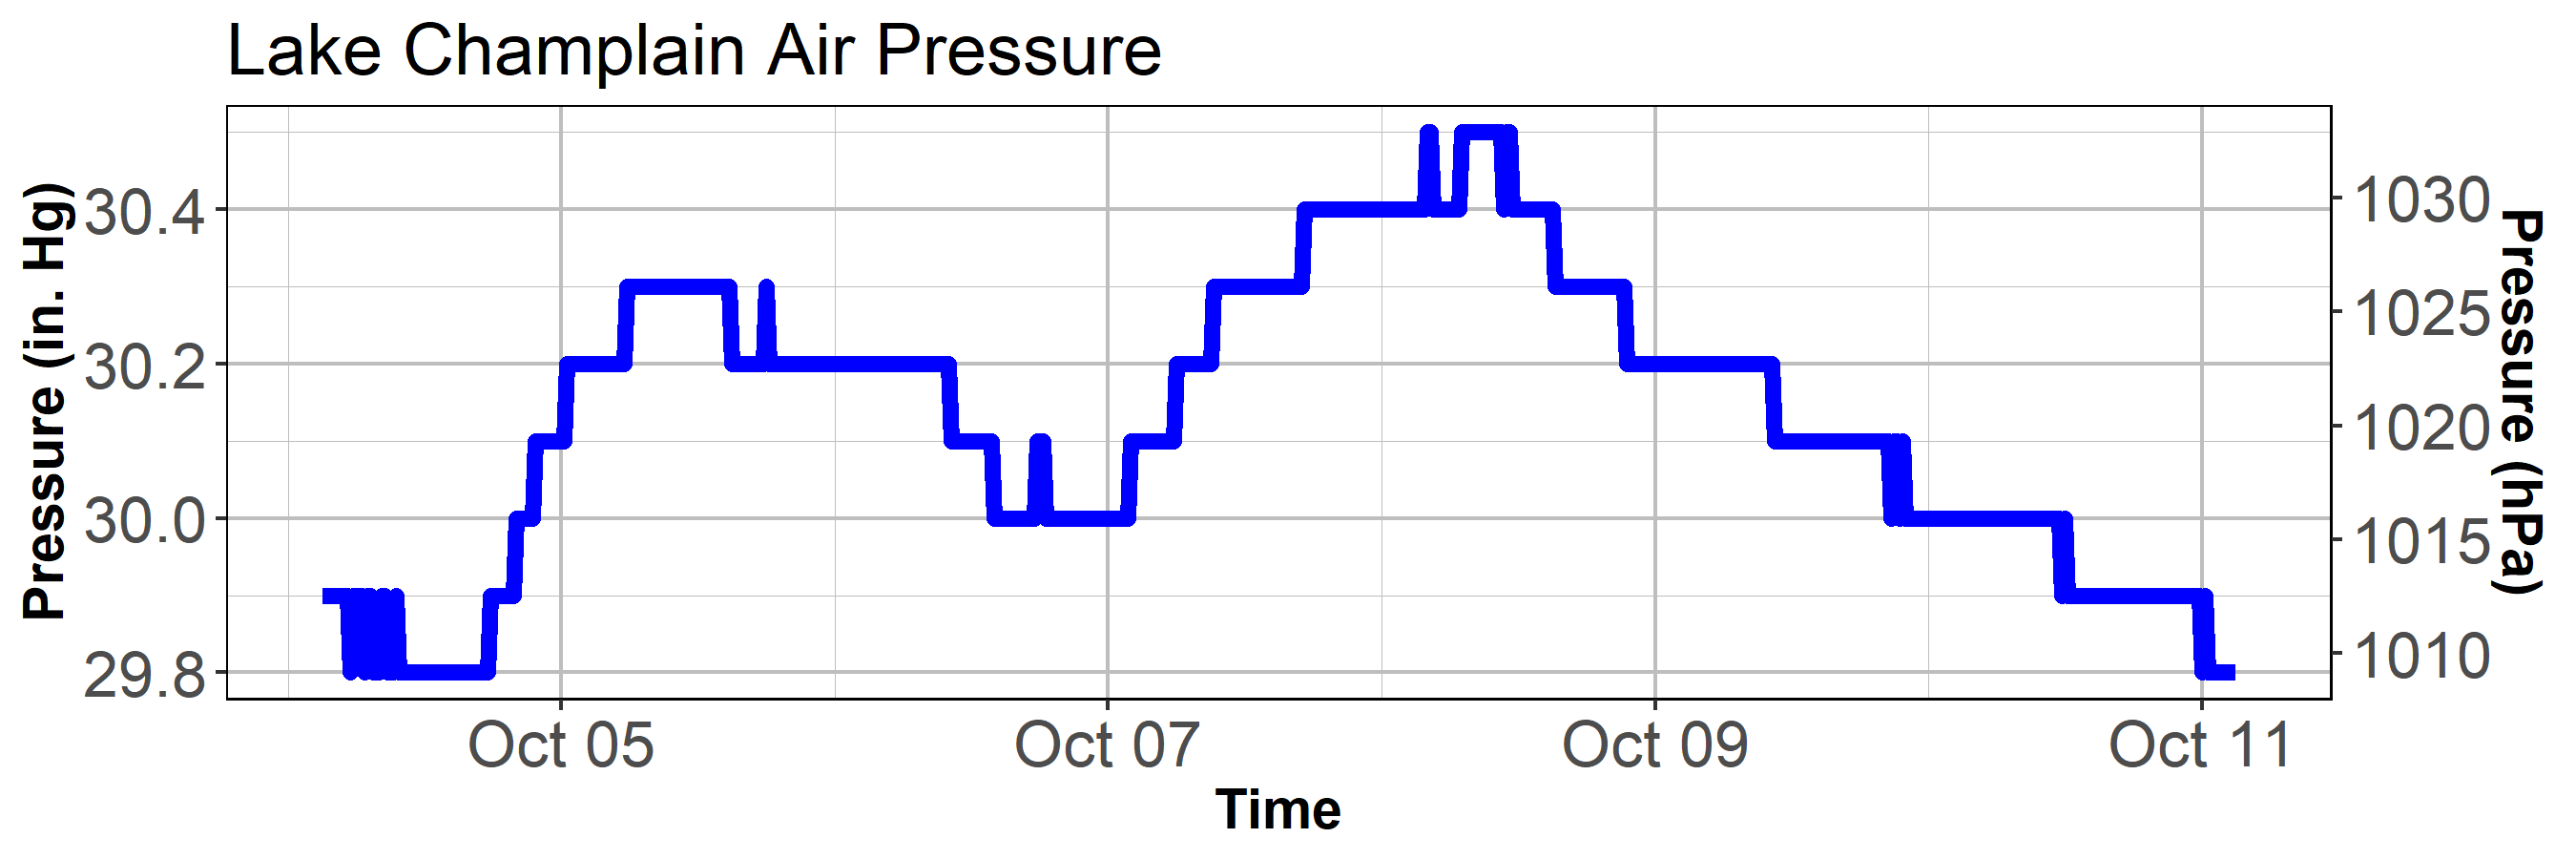 Lake Champlain Air Pressure
Pressure (in. Hg)
30.4
30.2
30.0
29.8
1030
1025
1020
1015
1010
Pressure (hPa)
Oct 05 Oct 07 Oct 09 Oct 11
Time